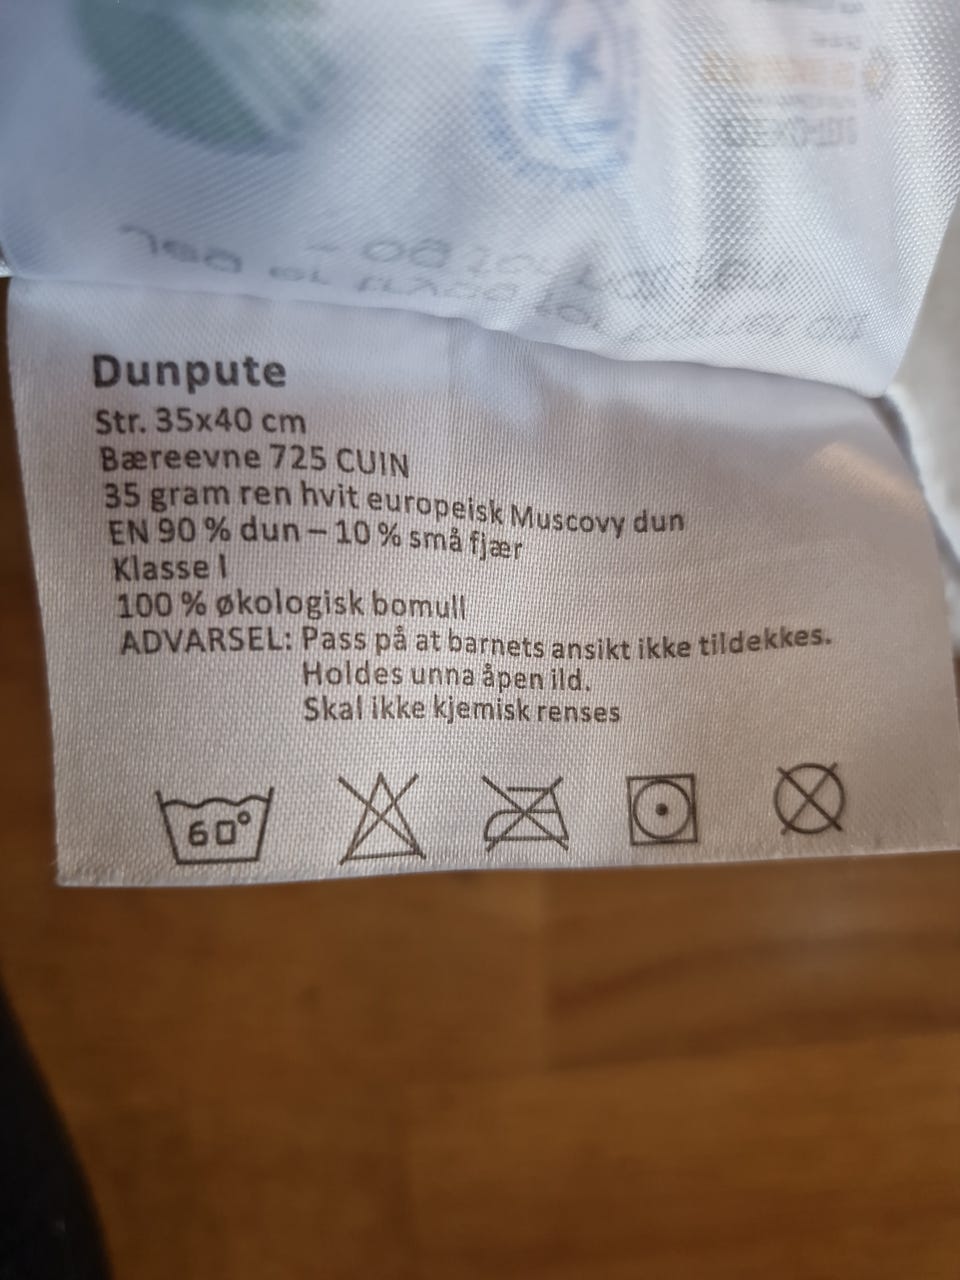 Dunpute
Str. 35x40 cm
Bæreevne 725 CUIN
35 gram ren hvit europeisk Muscovy dun
EN 90 % dun – 10 % små fjær
Klasse I
100 % økologisk bomull
ADVARSEL: Pass på at barnets ansikt ikke tildekkes.
Holdes unna åpen ild.
Skal ikke kjemisk renses
60°